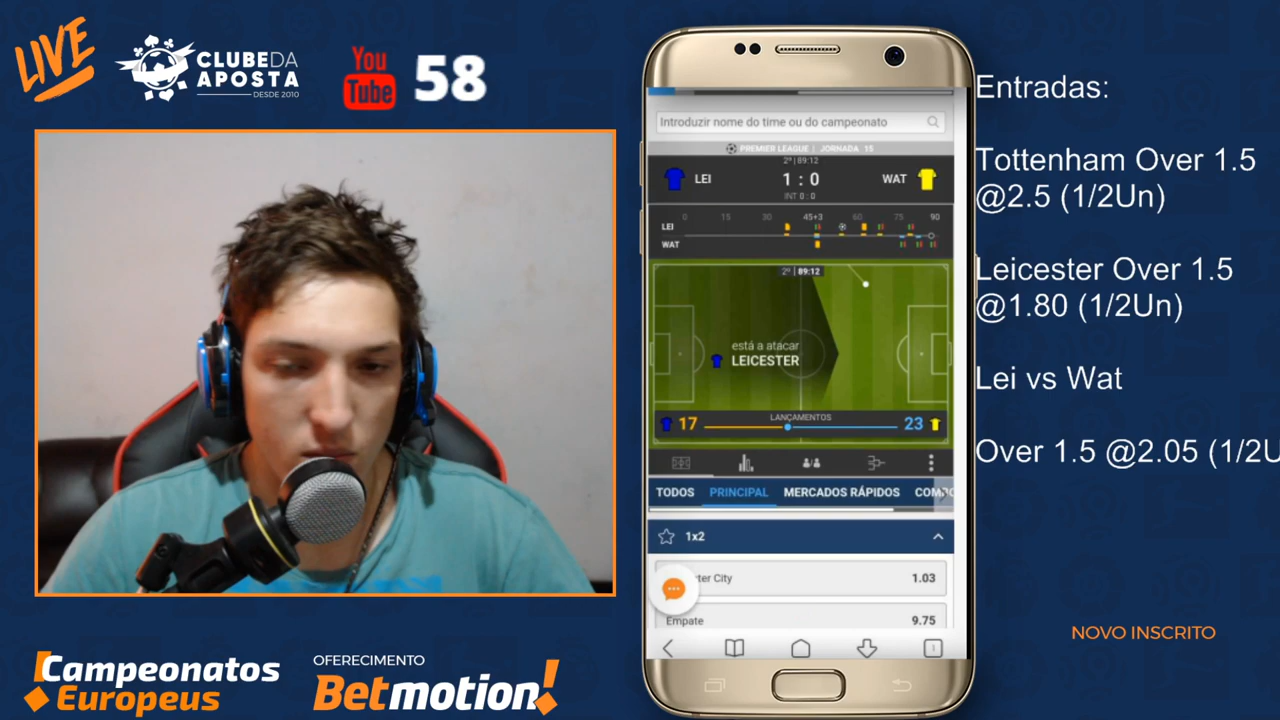 LIVE
CLUBEDA
APOSTA
DESDE 2010
You
Tube
58
Introduzir nome do time ou do campeonato
PREMIER LEAGUE | JORNADA 15
2º | 89:12
LEI
1 : 0
WAT
INT 0 : 0
0 15 30 45+3 60 75 90
LEI
WAT
2º | 89:12
está a atacar
LEICESTER
LANÇAMENTOS
17
23
TODOS
PRINCIPAL
MERCADOS RÁPIDOS
1x2
City
1.03
Empate
9.75
1
Entradas:
Tottenham Over 1.5
@2.5 (1/2Un)
Leicester Over 1.5
@1.80 (1/2Un)
Lei vs Wat
Over 1.5 @2.05 (1/2U
NOVO INSCRITO
Campeonatos
Europeus
OFERECIMENTO
Betmotion!